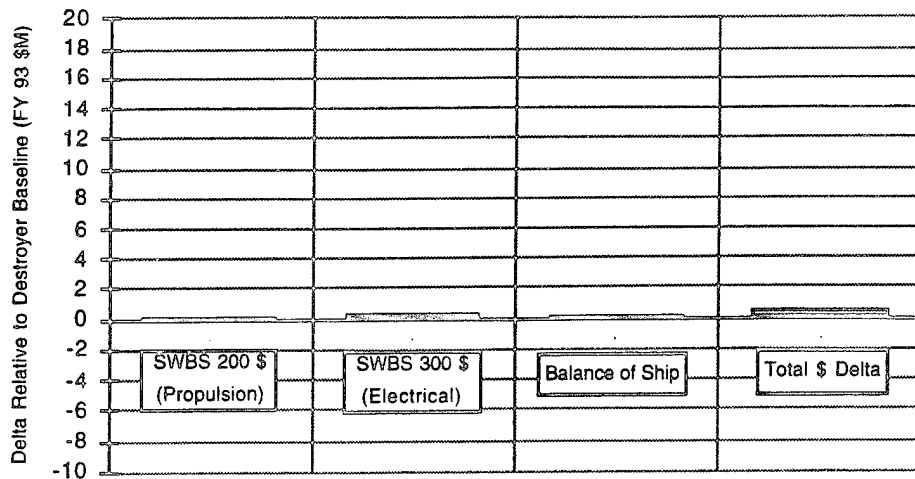 Delta Relative to Destroyer Baseline (FY 93 $M)
20
18
16
14
12
10
8
6
4
2
0
-2
-4
-6
-8
-10
SWBS 200 $
(Propulsion)
SWBS 300 $
(Electrical)
Balance of Ship
Total $ Delta